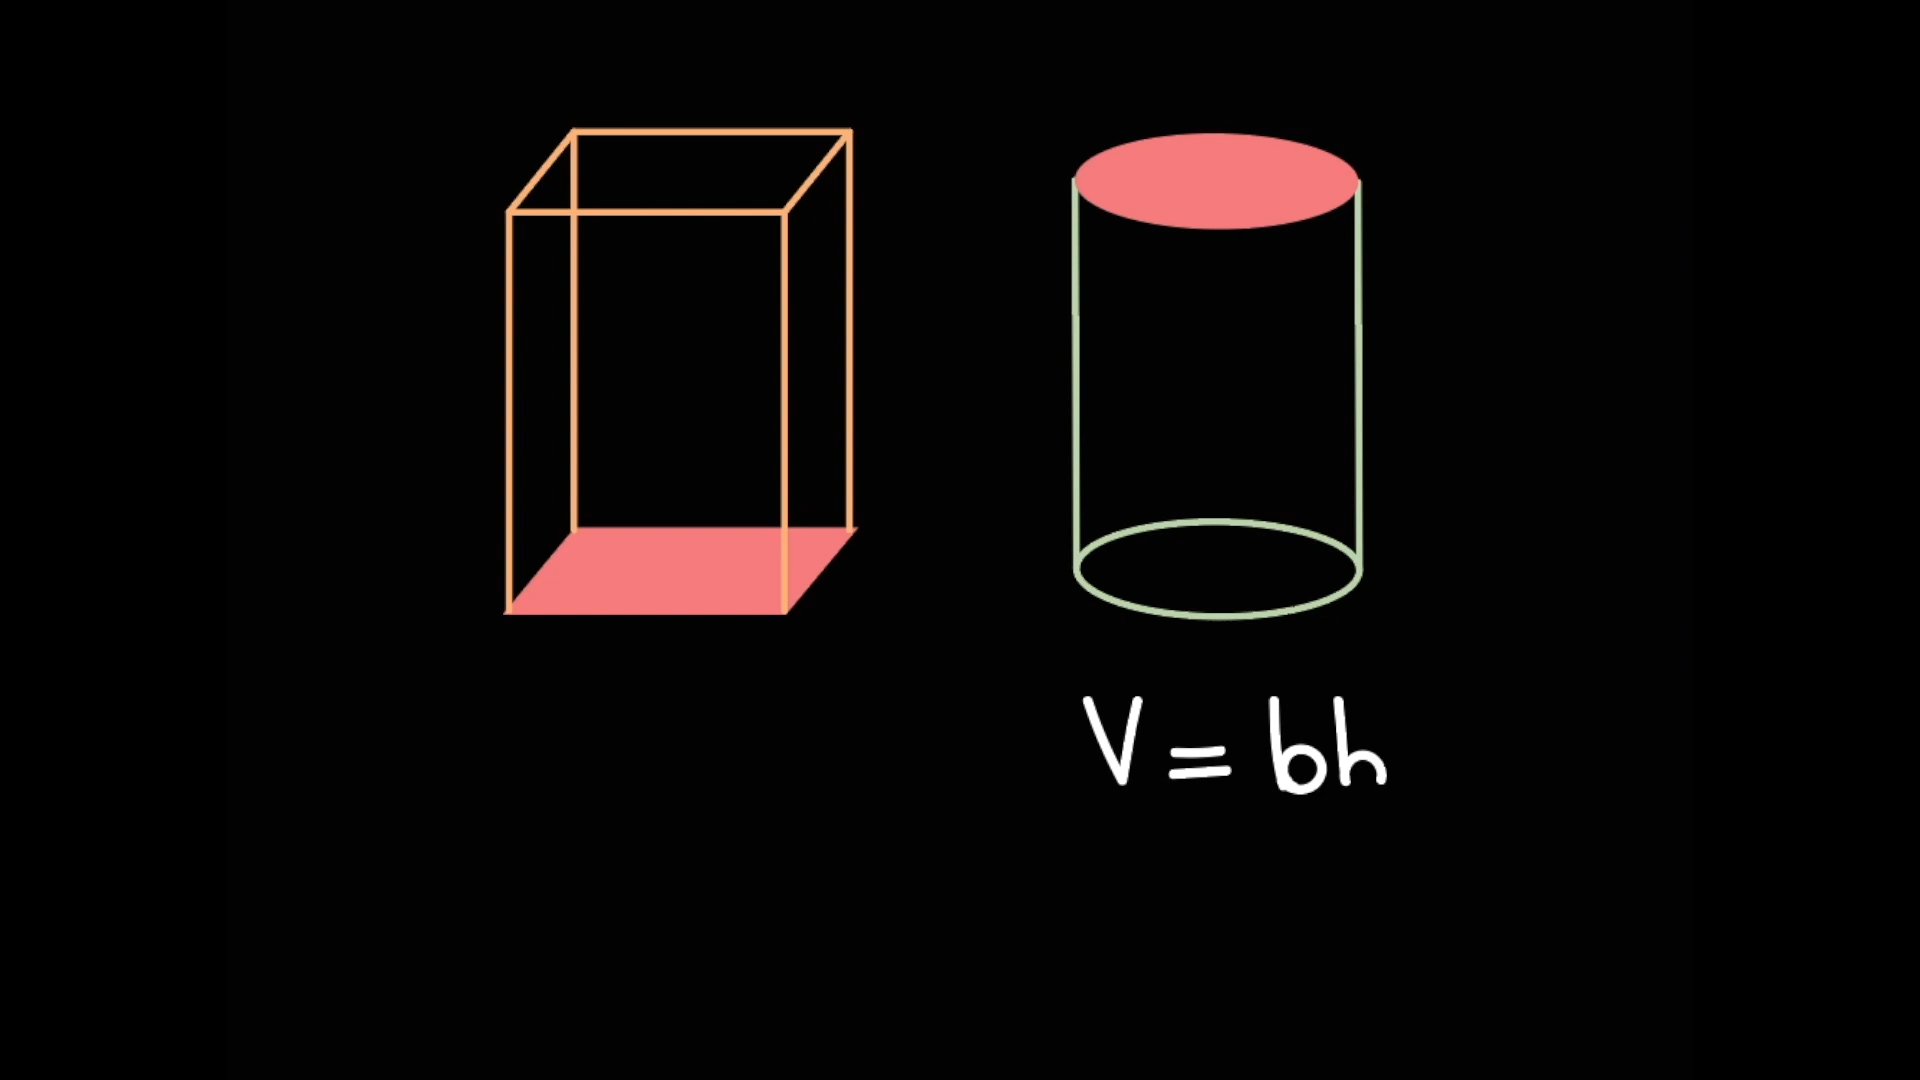 V = bh